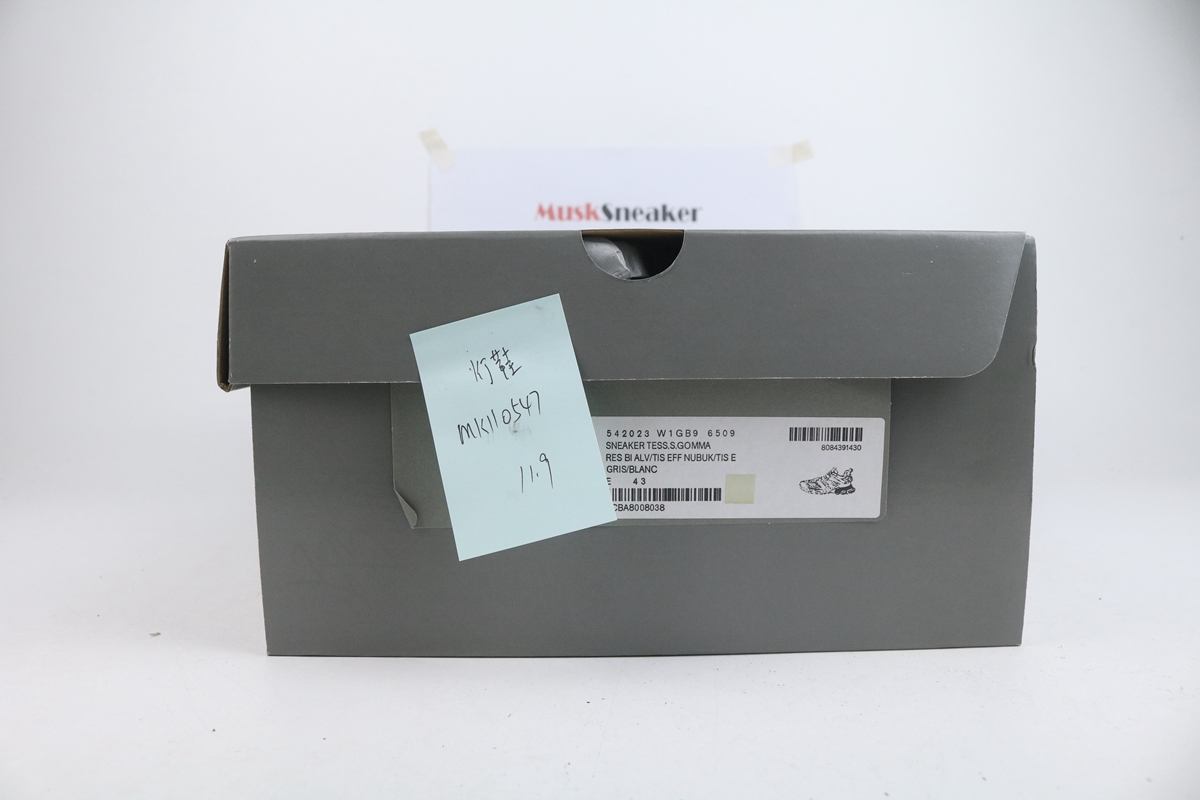 MuskSneaker
灯鞋
MK110547
11.9
542023 W1GB9 6509
SNEAKER TESS.S.GOMMA
RES BI ALV/TIS EFF NUBUK/TIS E
GRIS/BLANC
E 43
CBA8008038
8084391430